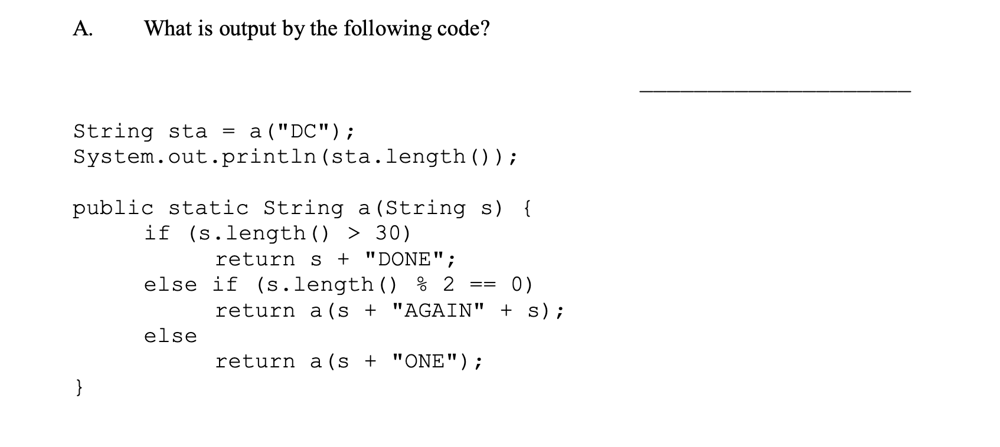 A. What is output by the following code?
____________________
String sta = a("DC");
System.out.println(sta.length());
public static String a(String s) {
if (s.length() > 30)
return s + "DONE";
else if (s.length() % 2 == 0)
return a(s + "AGAIN" + s);
else
return a(s + "ONE");
}